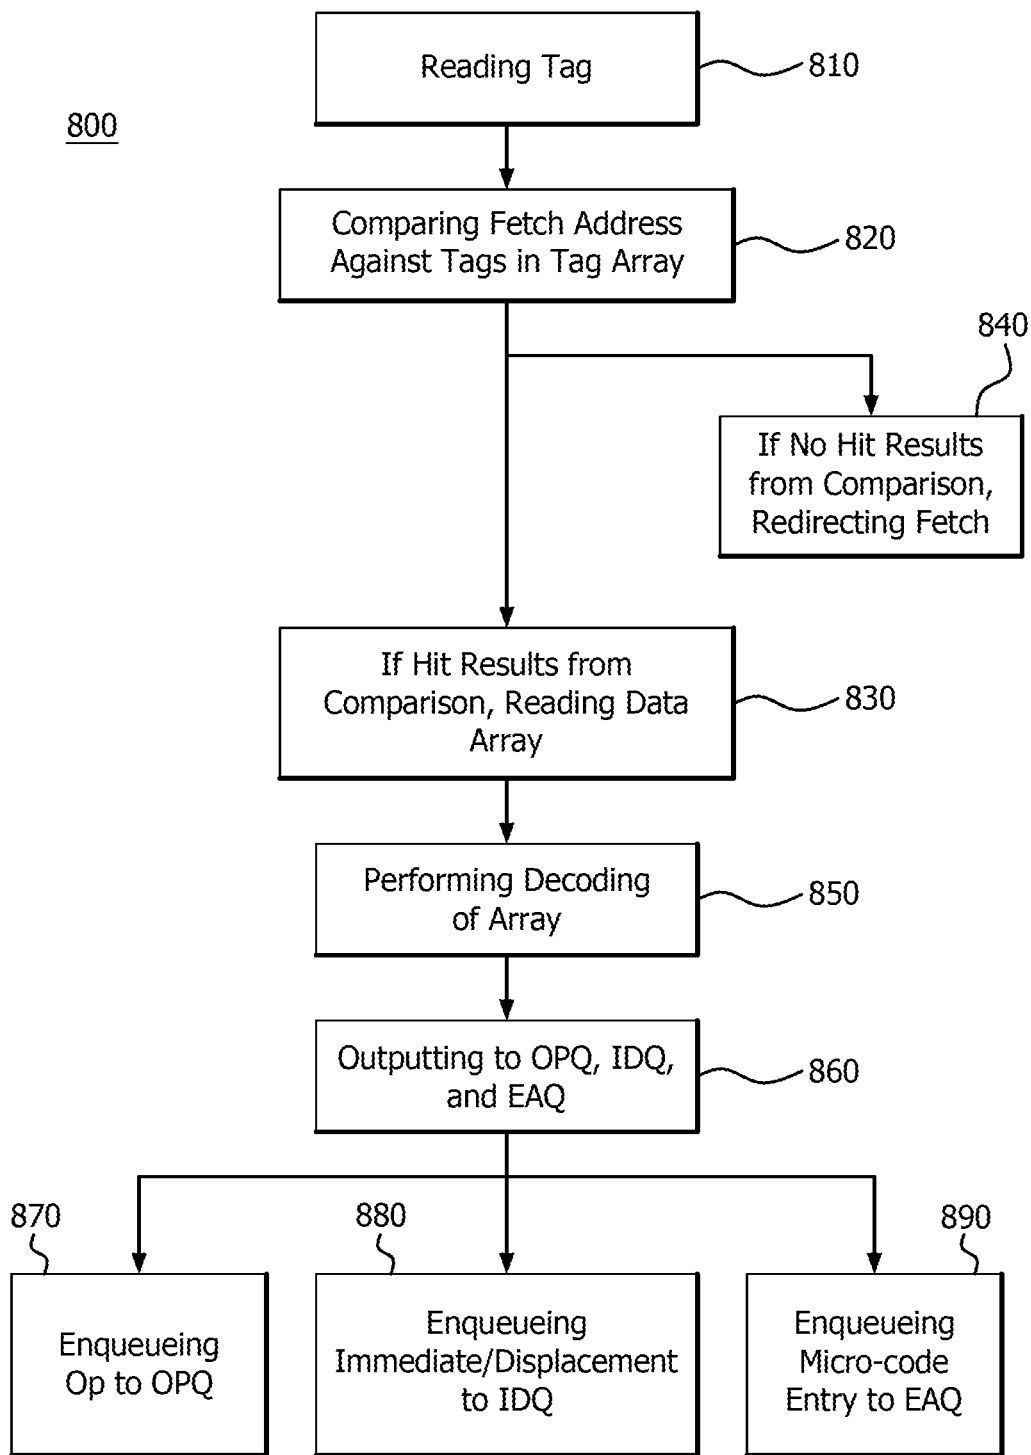 Reading Tag
810
800
Comparing Fetch Address
Against Tags in Tag Array
820
840
If No Hit Results
from Comparison,
Redirecting Fetch
If Hit Results from
Comparison, Reading Data
Array
830
Performing Decoding
of Array
850
Outputting to OPQ, IDQ,
and EAQ
860
870
880
890
Enqueueing
Op to OPQ
Enqueueing
Immediate/Displacement
to IDQ
Enqueueing
Micro-code
Entry to EAQ